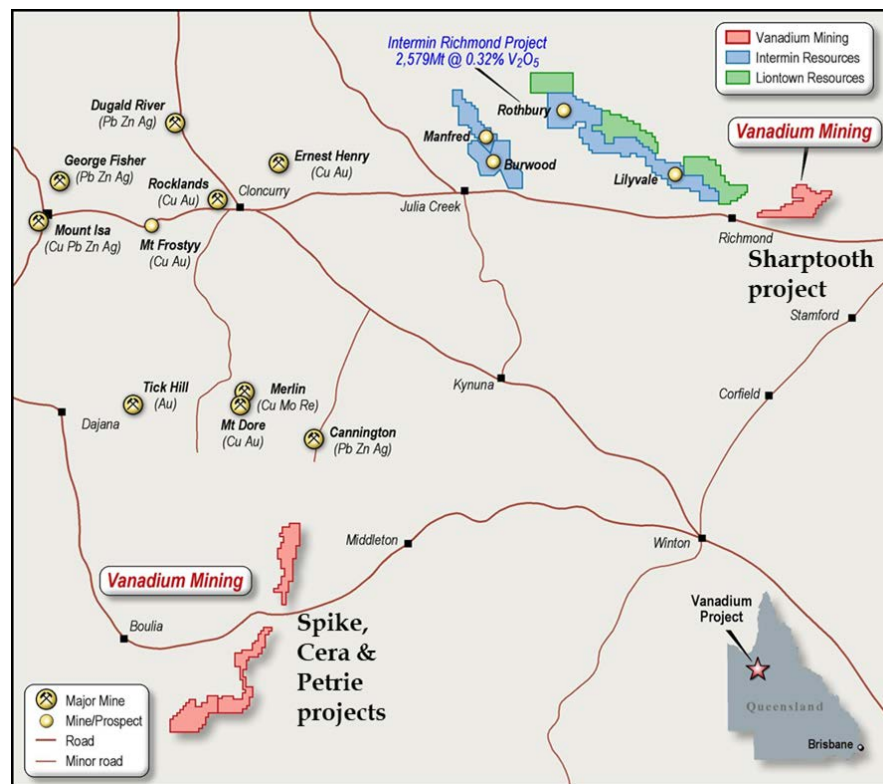 Intermin Richmond Project
2,579Mt @ 0.32% V₂O₅
Vanadium Mining
Intermin Resources
Liontown Resources
Dugald River
(Pb Zn Ag)
Rothbury
Manfred
Burwood
Vanadium Mining
George Fisher
(Pb Zn Ag)
Ernest Henry
(Cu Au)
Rocklands
(Cu Au)
Cloncurry
Lilyvale
Julia Creek
Mount Isa
(Cu Pb Zn Ag)
Mt Frostyy
(Cu Au)
Richmond
Sharptooth
project
Stamford
Tick Hill
(Au)
Merlin
(Cu Mo Re)
Kynuna
Corfield
Dajana
Mt Dore
(Cu Au)
Cannington
(Pb Zn Ag)
Middleton
Winton
Vanadium Mining
Boulia
Spike,
Cera &
Petrie
projects
Vanadium
Project
Queensland
Brisbane
Major Mine
Mine/Prospect
Road
Minor road